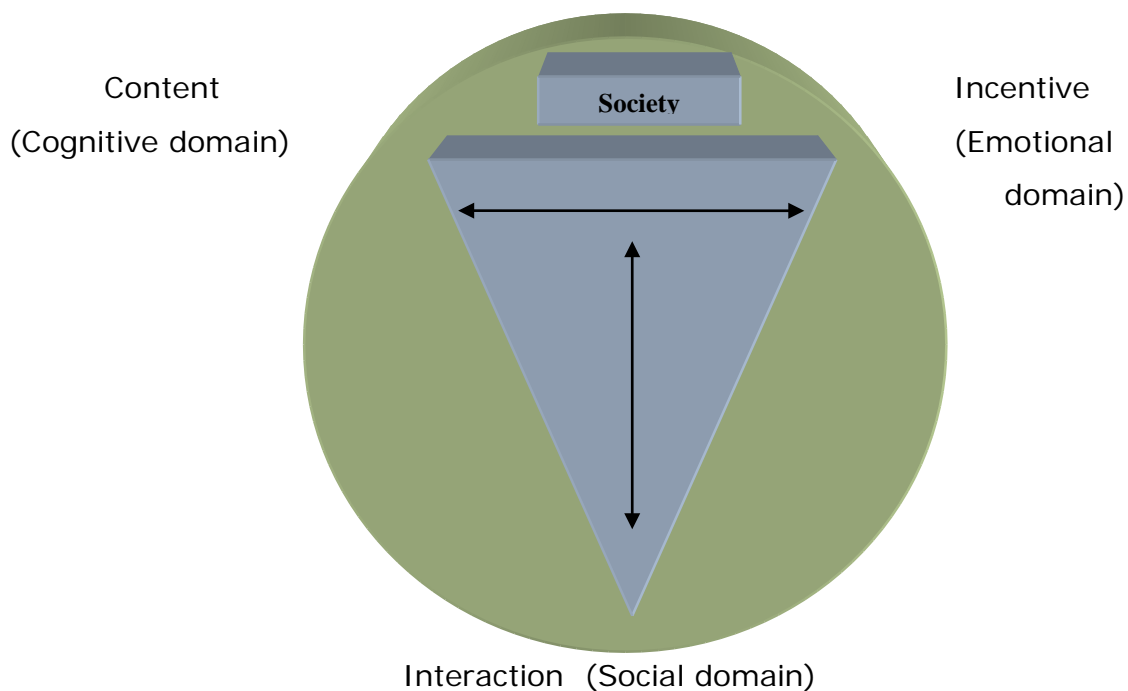 Content
(Cognitive domain)
Society
Incentive
(Emotional
domain)
Interaction (Social domain)